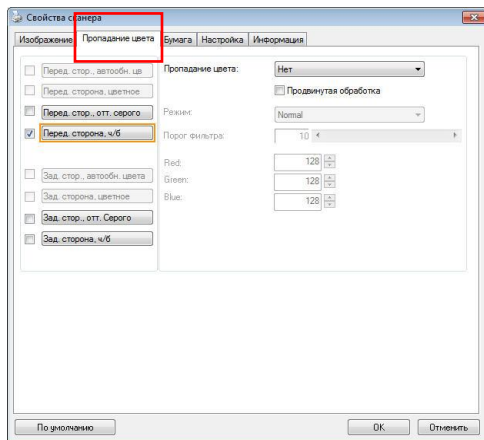 Свойства сканера
Изображение Пропадание цвета Бумага Настройка Информация
Перед. стор., автообн. цв
Перед. сторона, цветное
Перед. стор., отт. серого
Перед. сторона, ч/б
Зад. стор., автообн. цвета
Зад. сторона, цветное
Зад. стор., отт. Серого
Зад. сторона, ч/б
Пропадание цвета: Нет
Продвинутая обработка
Режим: Normal
Порог фильтра: 10
Red: 128
Green: 128
Blue: 128
По умолчанию OK Отменить